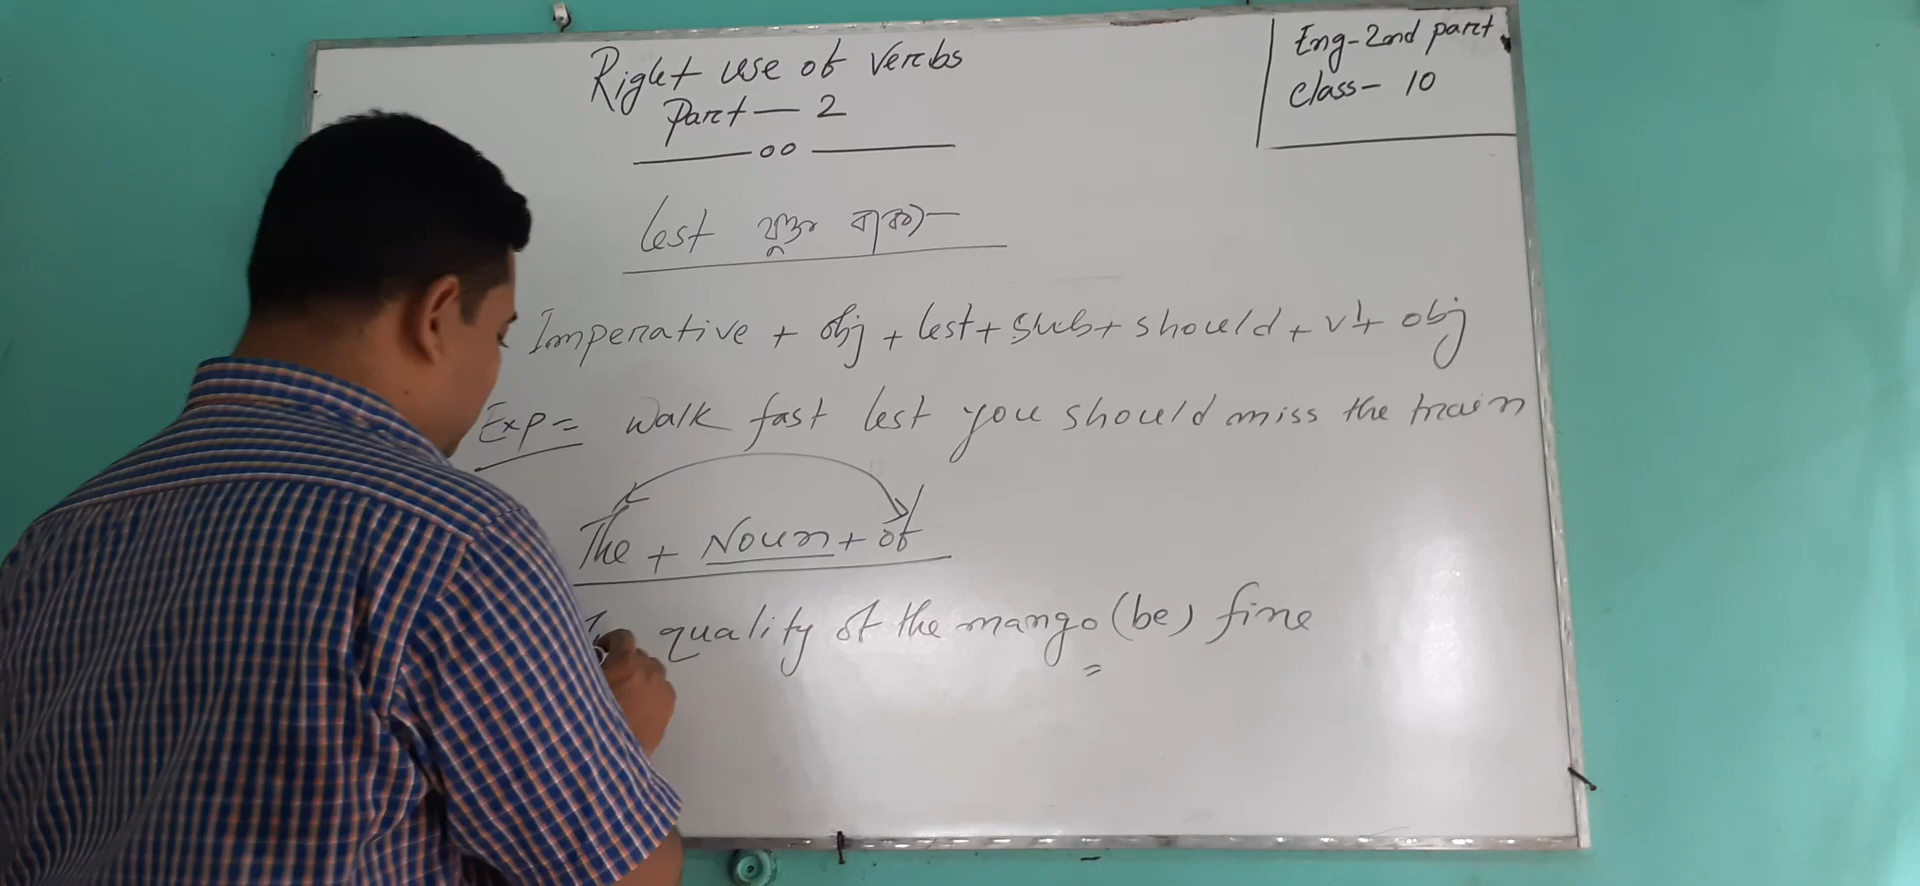 Right use of verbs
Part - 2
Eng-2nd part
class- 10
lest যুক্ত বাক্য-
Imperative + obj + lest + sub + should + v1 + obj
Exp = walk fast lest you should miss the train
The + Noun + of
quality of the mango (be) fine